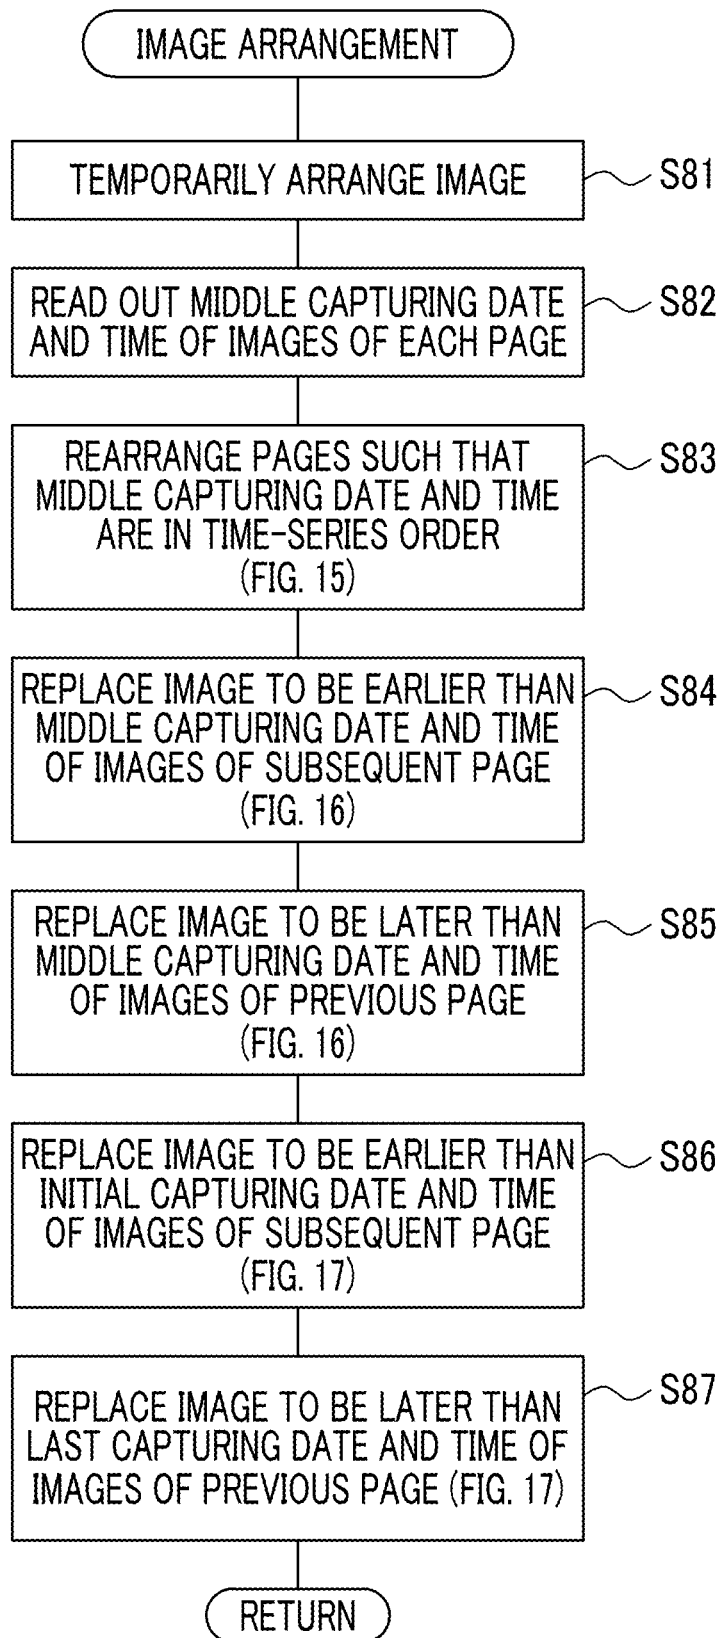 IMAGE ARRANGEMENT
TEMPORARILY ARRANGE IMAGE
S81
READ OUT MIDDLE CAPTURING DATE
AND TIME OF IMAGES OF EACH PAGE
S82
REARRANGE PAGES SUCH THAT
MIDDLE CAPTURING DATE AND TIME
ARE IN TIME-SERIES ORDER
(FIG. 15)
S83
REPLACE IMAGE TO BE EARLIER THAN
MIDDLE CAPTURING DATE AND TIME
OF IMAGES OF SUBSEQUENT PAGE
(FIG. 16)
S84
REPLACE IMAGE TO BE LATER THAN
MIDDLE CAPTURING DATE AND TIME
OF IMAGES OF PREVIOUS PAGE
(FIG. 16)
S85
REPLACE IMAGE TO BE EARLIER THAN
INITIAL CAPTURING DATE AND TIME
OF IMAGES OF SUBSEQUENT PAGE
(FIG. 17)
S86
REPLACE IMAGE TO BE LATER THAN
LAST CAPTURING DATE AND TIME OF
IMAGES OF PREVIOUS PAGE (FIG. 17)
S87
RETURN